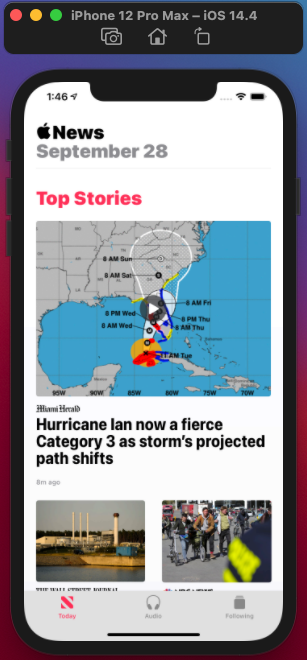 iPhone 12 Pro Max – iOS 14.4
1:46
News
September 28
Top Stories
8 AM Sun
8 AM Sat
8 AM Fri
8 PM Wed
8 PM Thu
8 AM Wed
8 AM Thu
11 AM Tue
95W 90W 85W 80W 75W 70W
Miami Herald
Hurricane Ian now a fierce
Category 3 as storm's projected
path shifts
8m ago
THE WALL STREET JOURNAL
NBC NEWS
Today
Audio
Following